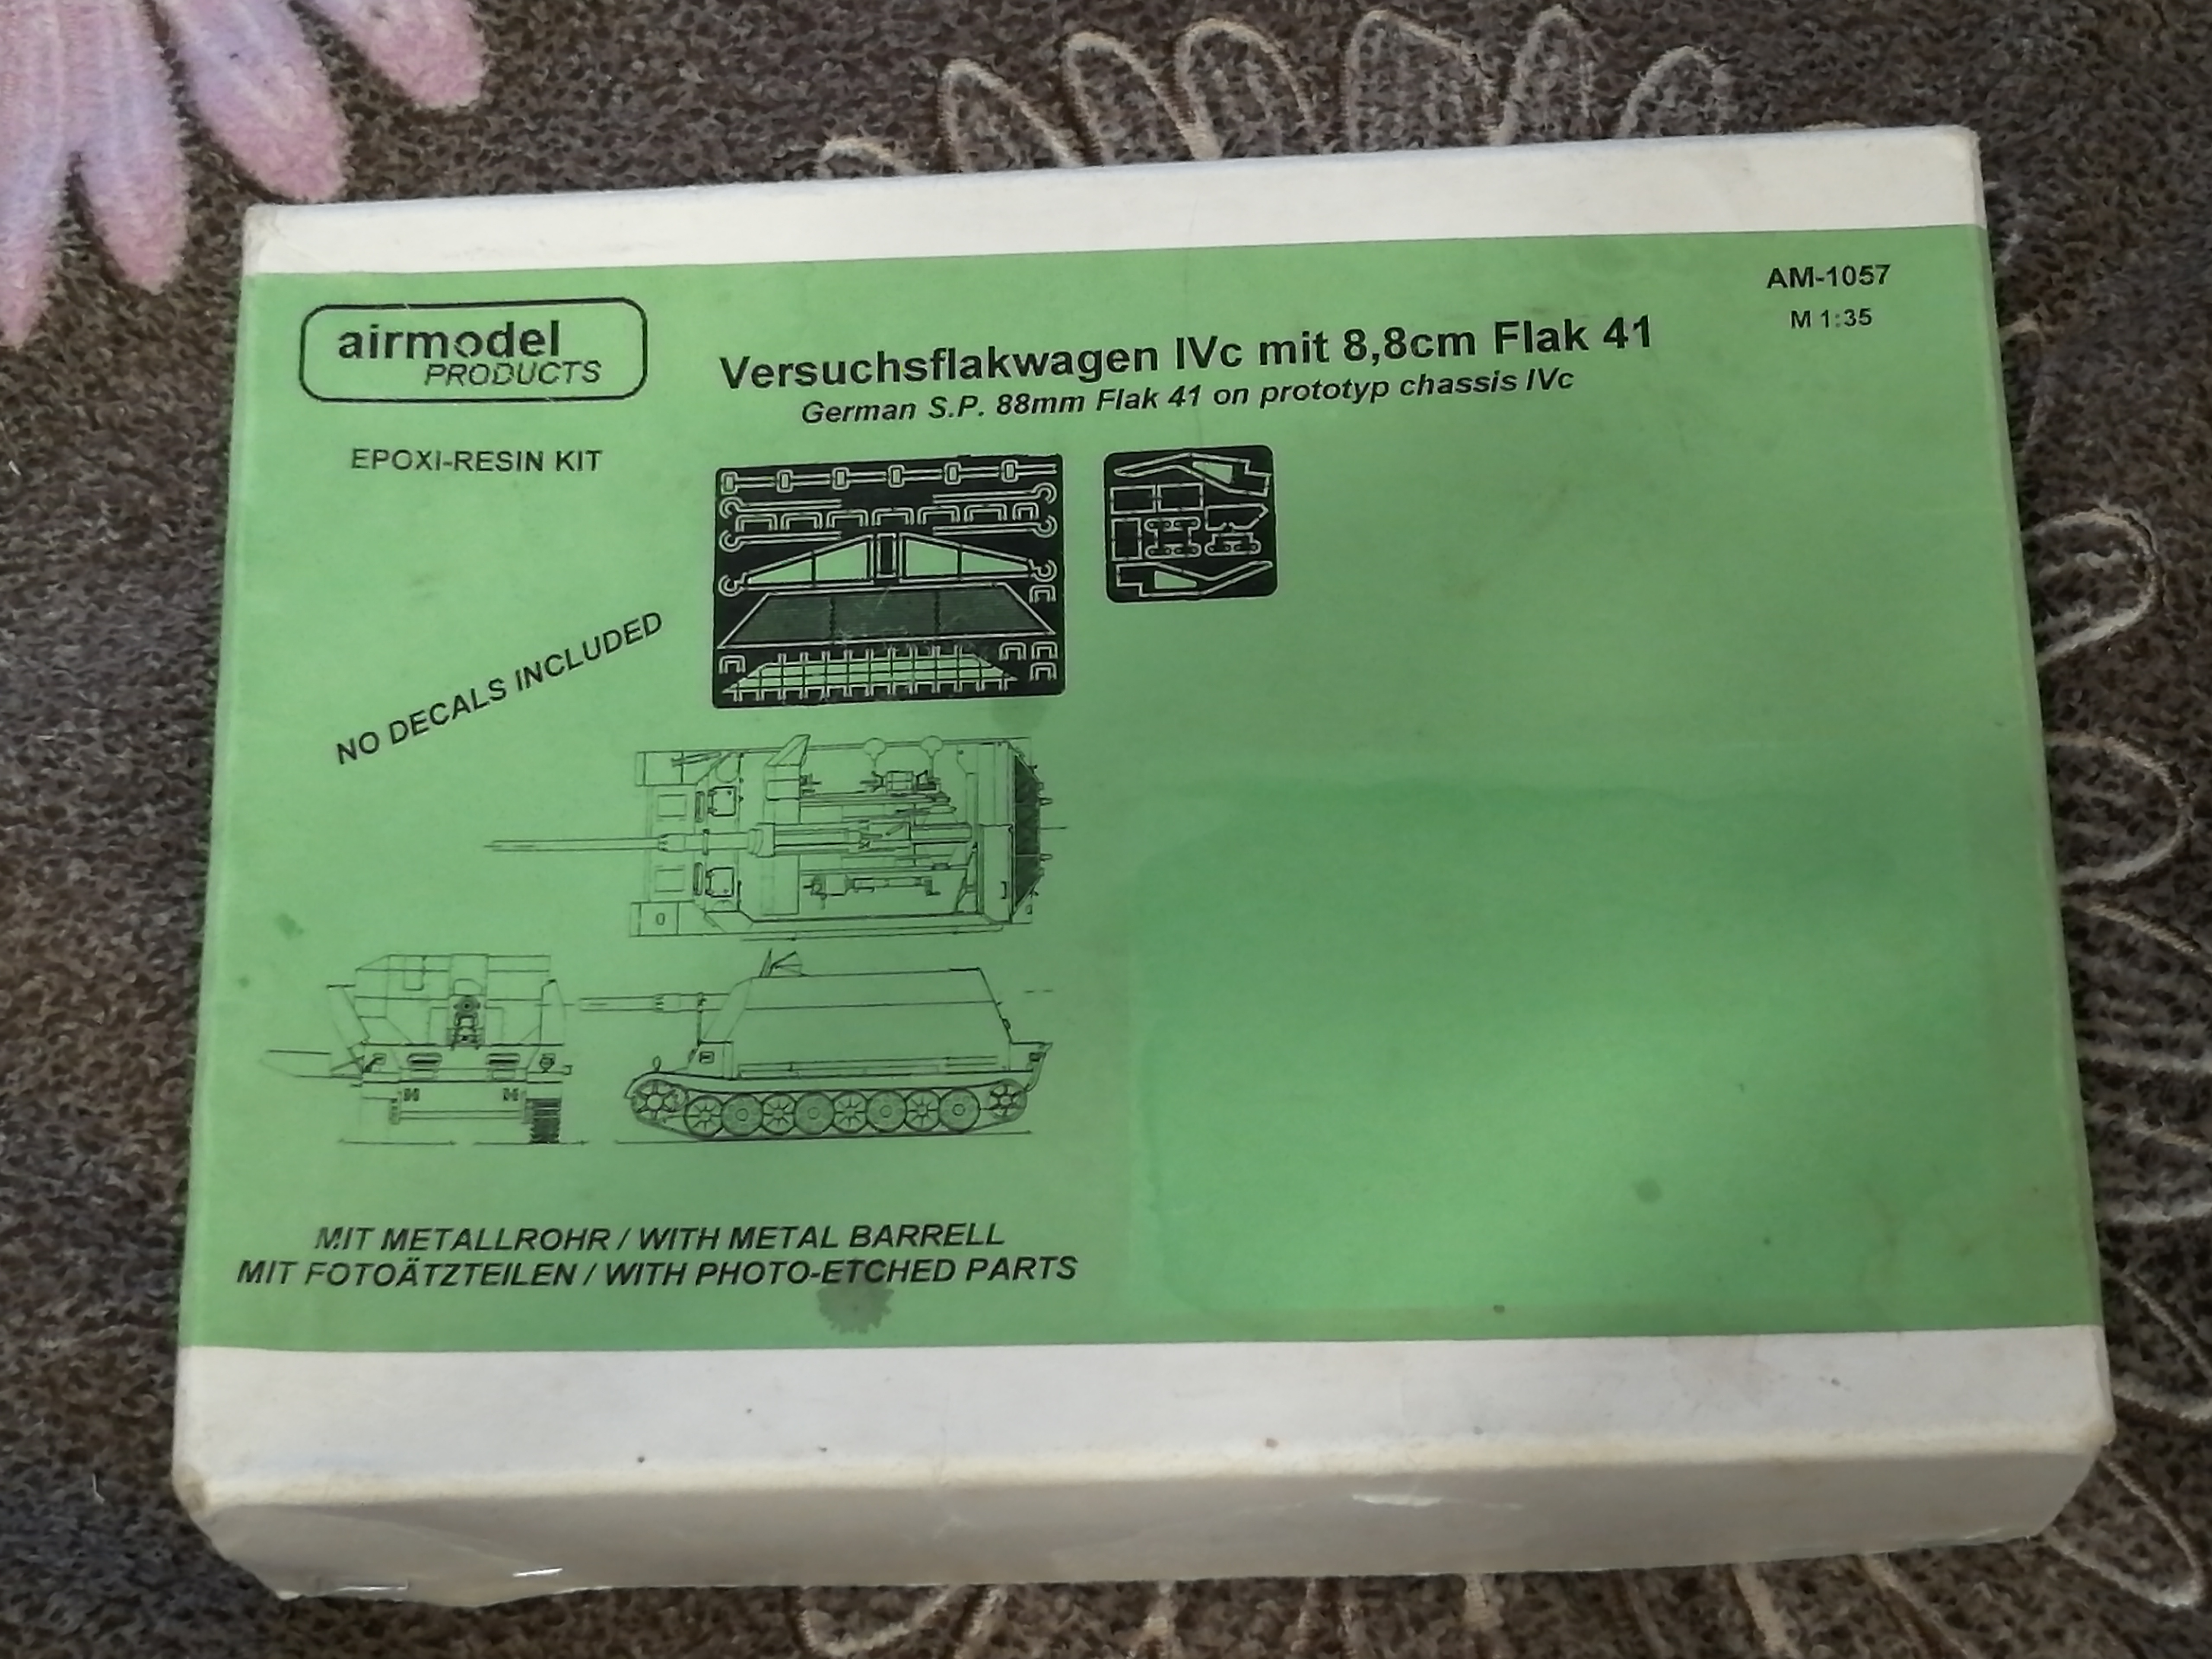 airmodel
PRODUCTS
EPOXI-RESIN KIT
Versuchsflakwagen IVc mit 8,8cm Flak 41
German S.P. 88mm Flak 41 on prototyp chassis IVc
AM-1057
M 1:35
NO DECALS INCLUDED
MIT METALLROHR / WITH METAL BARRELL
MIT FOTOÄTZTEILEN / WITH PHOTO-ETCHED PARTS